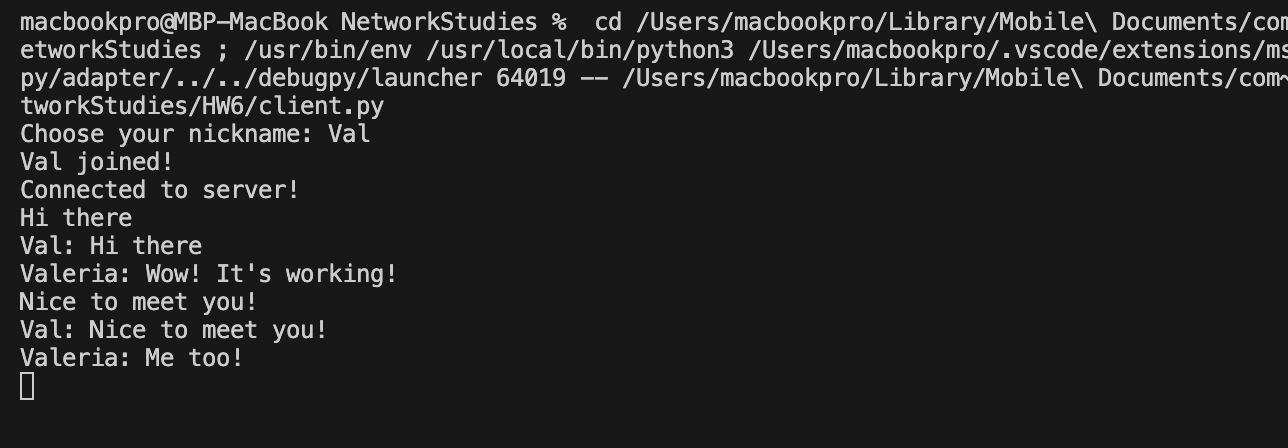 macbookpro@MBP-MacBook NetworkStudies %  cd /Users/macbookpro/Library/Mobile\ Documents/com
etworkStudies ; /usr/bin/env /usr/local/bin/python3 /Users/macbookpro/.vscode/extensions/ms
py/adapter/../../debugpy/launcher 64019 -- /Users/macbookpro/Library/Mobile\ Documents/com~
tworkStudies/HW6/client.py
Choose your nickname: Val
Val joined!
Connected to server!
Hi there
Val: Hi there
Valeria: Wow! It's working!
Nice to meet you!
Val: Nice to meet you!
Valeria: Me too!